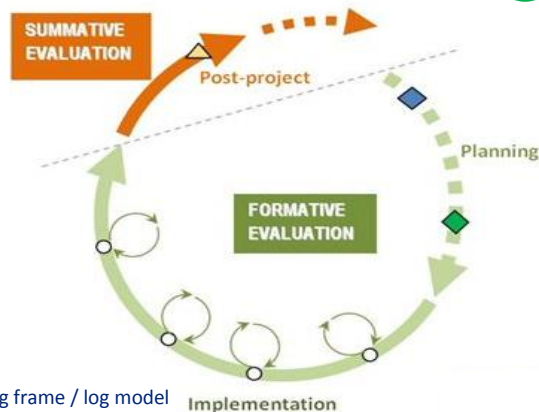 SUMMATIVE
EVALUATION
Post-project
Planning
FORMATIVE
EVALUATION
g frame / log model
Implementation